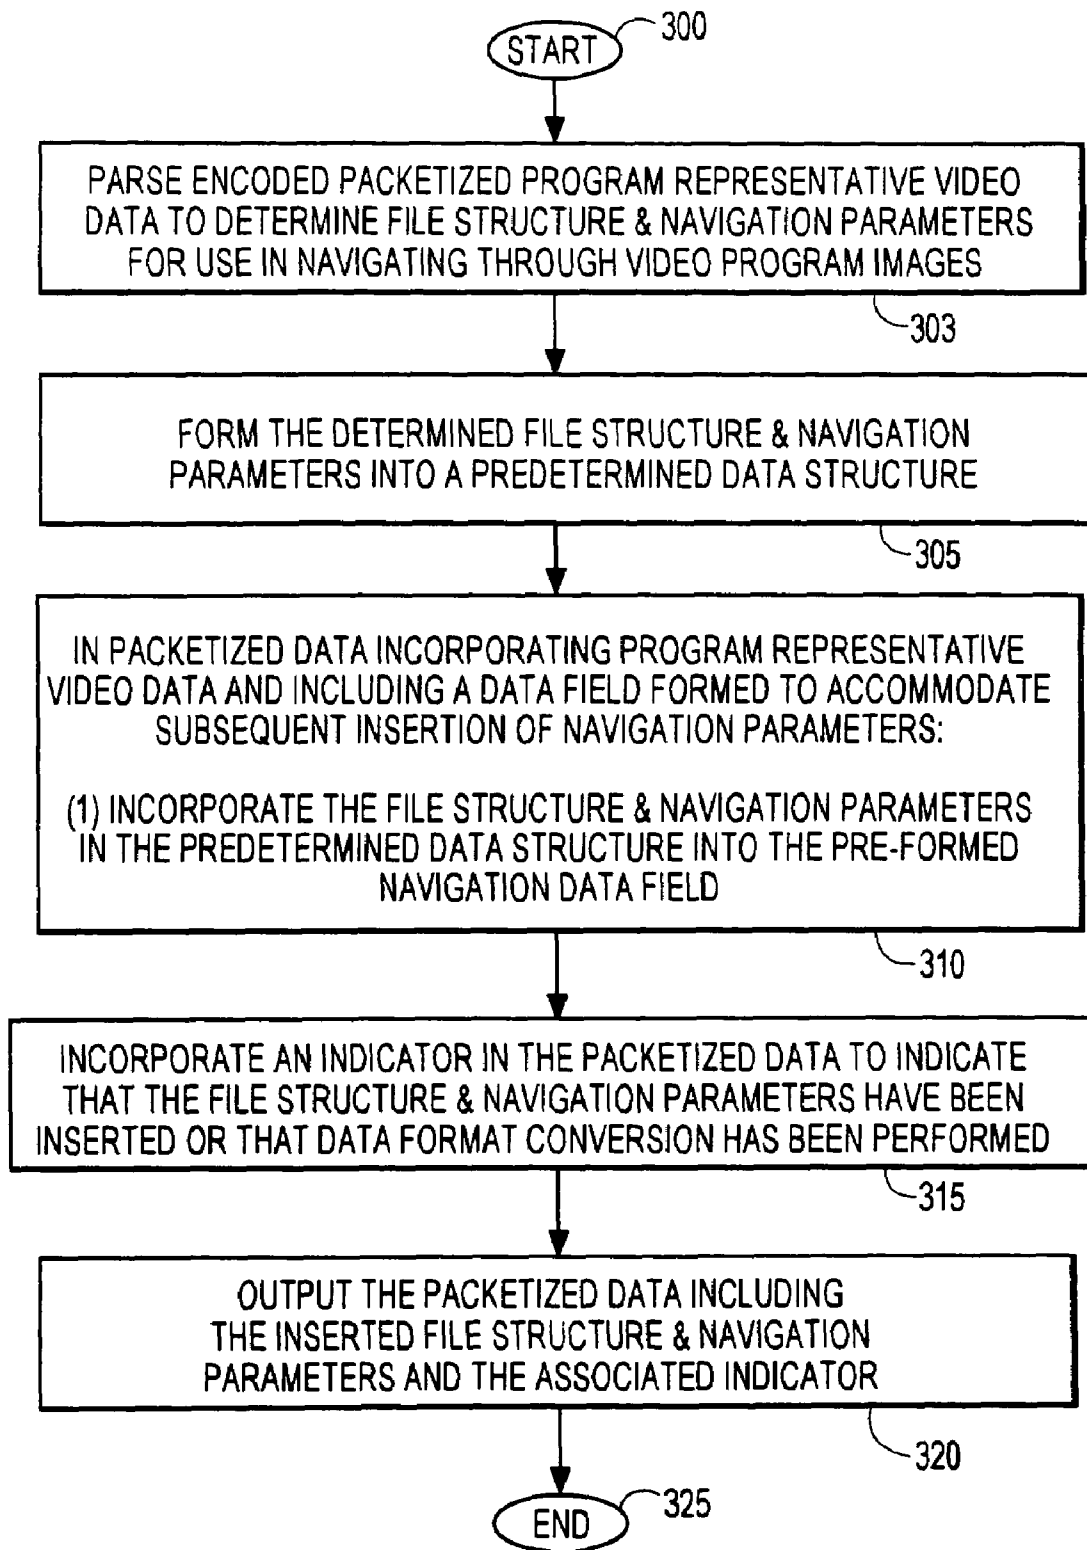 START
300
PARSE ENCODED PACKETIZED PROGRAM REPRESENTATIVE VIDEO
DATA TO DETERMINE FILE STRUCTURE & NAVIGATION PARAMETERS
FOR USE IN NAVIGATING THROUGH VIDEO PROGRAM IMAGES
303
FORM THE DETERMINED FILE STRUCTURE & NAVIGATION
PARAMETERS INTO A PREDETERMINED DATA STRUCTURE
305
IN PACKETIZED DATA INCORPORATING PROGRAM REPRESENTATIVE
VIDEO DATA AND INCLUDING A DATA FIELD FORMED TO ACCOMMODATE
SUBSEQUENT INSERTION OF NAVIGATION PARAMETERS:
(1) INCORPORATE THE FILE STRUCTURE & NAVIGATION PARAMETERS
IN THE PREDETERMINED DATA STRUCTURE INTO THE PRE-FORMED
NAVIGATION DATA FIELD
310
INCORPORATE AN INDICATOR IN THE PACKETIZED DATA TO INDICATE
THAT THE FILE STRUCTURE & NAVIGATION PARAMETERS HAVE BEEN
INSERTED OR THAT DATA FORMAT CONVERSION HAS BEEN PERFORMED
315
OUTPUT THE PACKETIZED DATA INCLUDING
THE INSERTED FILE STRUCTURE & NAVIGATION
PARAMETERS AND THE ASSOCIATED INDICATOR
320
END
325